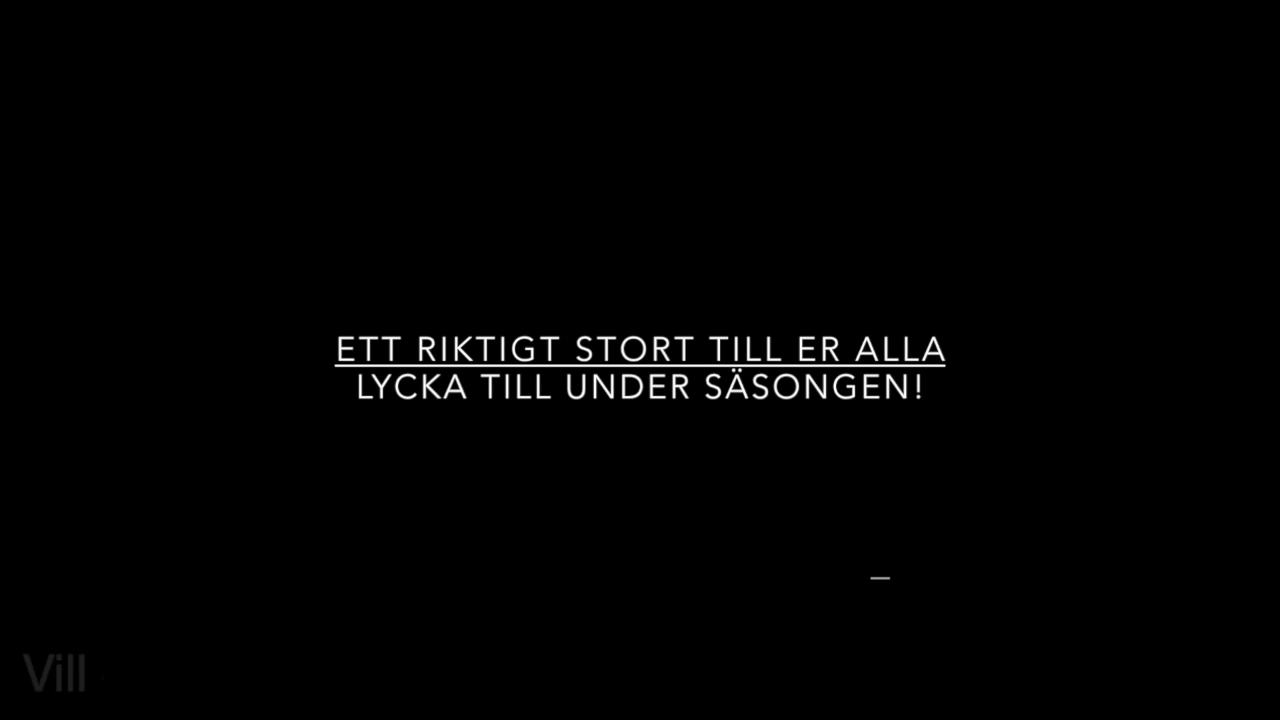 ETT RIKTIGT STORT TILL ER ALLA
LYCKA TILL UNDER SÄSONGEN!
_
Vill